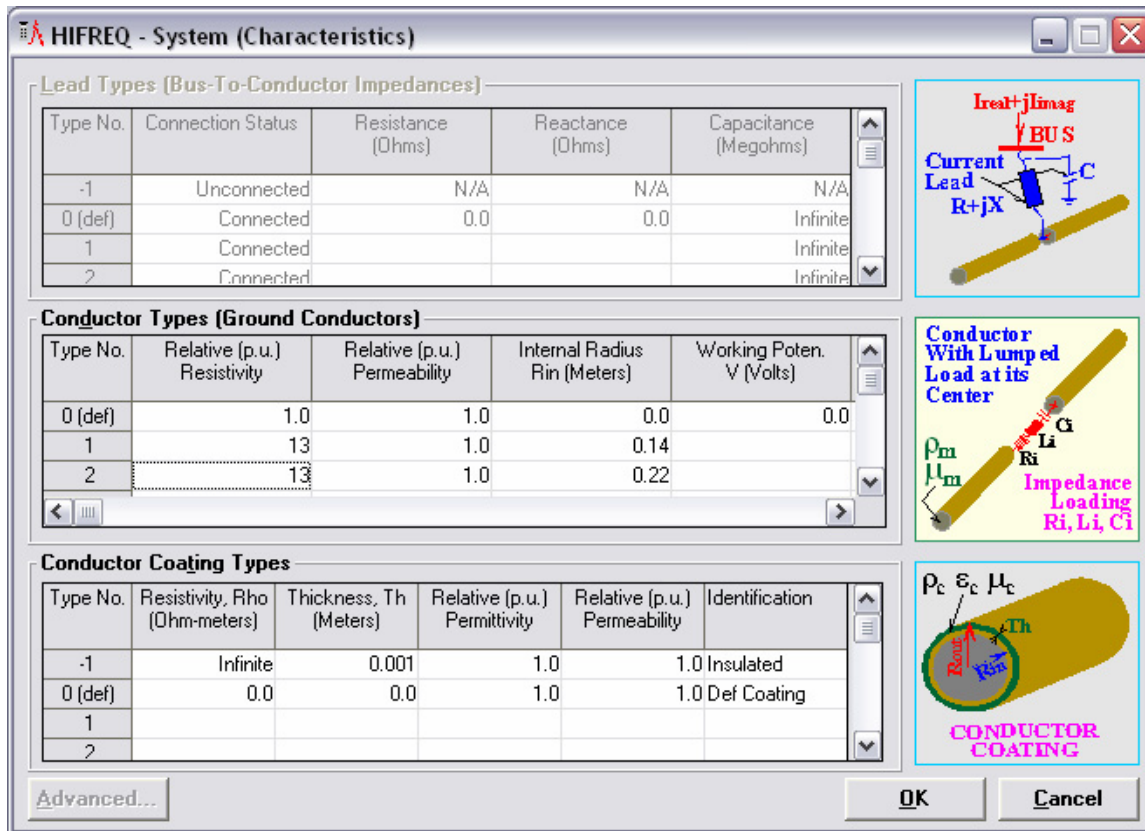 HIFREQ - System (Characteristics)
Lead Types (Bus-To-Conductor Impedances)
Type No. Connection Status Resistance (Ohms) Reactance (Ohms) Capacitance (Megohms)
-1 Unconnected N/A N/A N/A
0 (def) Connected 0.0 0.0 Infinite
1 Connected Infinite
2 Connected Infinite
Ireal+jIimag
BUS
Current
Lead
C
R+jX
Conductor Types (Ground Conductors)
Type No. Relative (p.u.) Resistivity Relative (p.u.) Permeability Internal Radius Rin (Meters) Working Poten. V (Volts)
0 (def) 1.0 1.0 0.0 0.0
1 13 1.0 0.14
2 13 1.0 0.22
Conductor
With Lumped
Load at its
Center
Ci
Li
Ri
ρm
μm
Impedance
Loading
Ri, Li, Ci
Conductor Coating Types
Type No. Resistivity, Rho (Ohm-meters) Thickness, Th (Meters) Relative (p.u.) Permittivity Relative (p.u.) Permeability Identification
-1 Infinite 0.001 1.0 1.0 Insulated
0 (def) 0.0 0.0 1.0 1.0 Def Coating
1
2
ρc εc μc
Th
Rout
Rin
CONDUCTOR
COATING
Advanced...
OK
Cancel